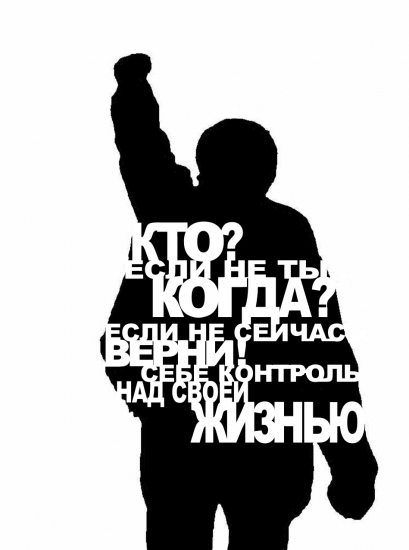 КТО?
ЕСЛИ НЕ ТЫ
КОГДА?
ЕСЛИ НЕ СЕЙЧАС
ВЕРНИ!
СЕБЕ КОНТРОЛЬ
НАД СВОЕЙ
ЖИЗНЬЮ